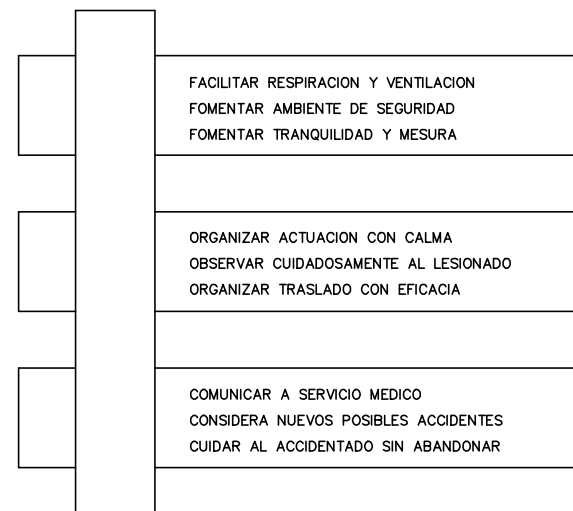 FACILITAR RESPIRACION Y VENTILACION
FOMENTAR AMBIENTE DE SEGURIDAD
FOMENTAR TRANQUILIDAD Y MESURA
ORGANIZAR ACTUACION CON CALMA
OBSERVAR CUIDADOSAMENTE AL LESIONADO
ORGANIZAR TRASLADO CON EFICACIA
COMUNICAR A SERVICIO MEDICO
CONSIDERA NUEVOS POSIBLES ACCIDENTES
CUIDAR AL ACCIDENTADO SIN ABANDONAR